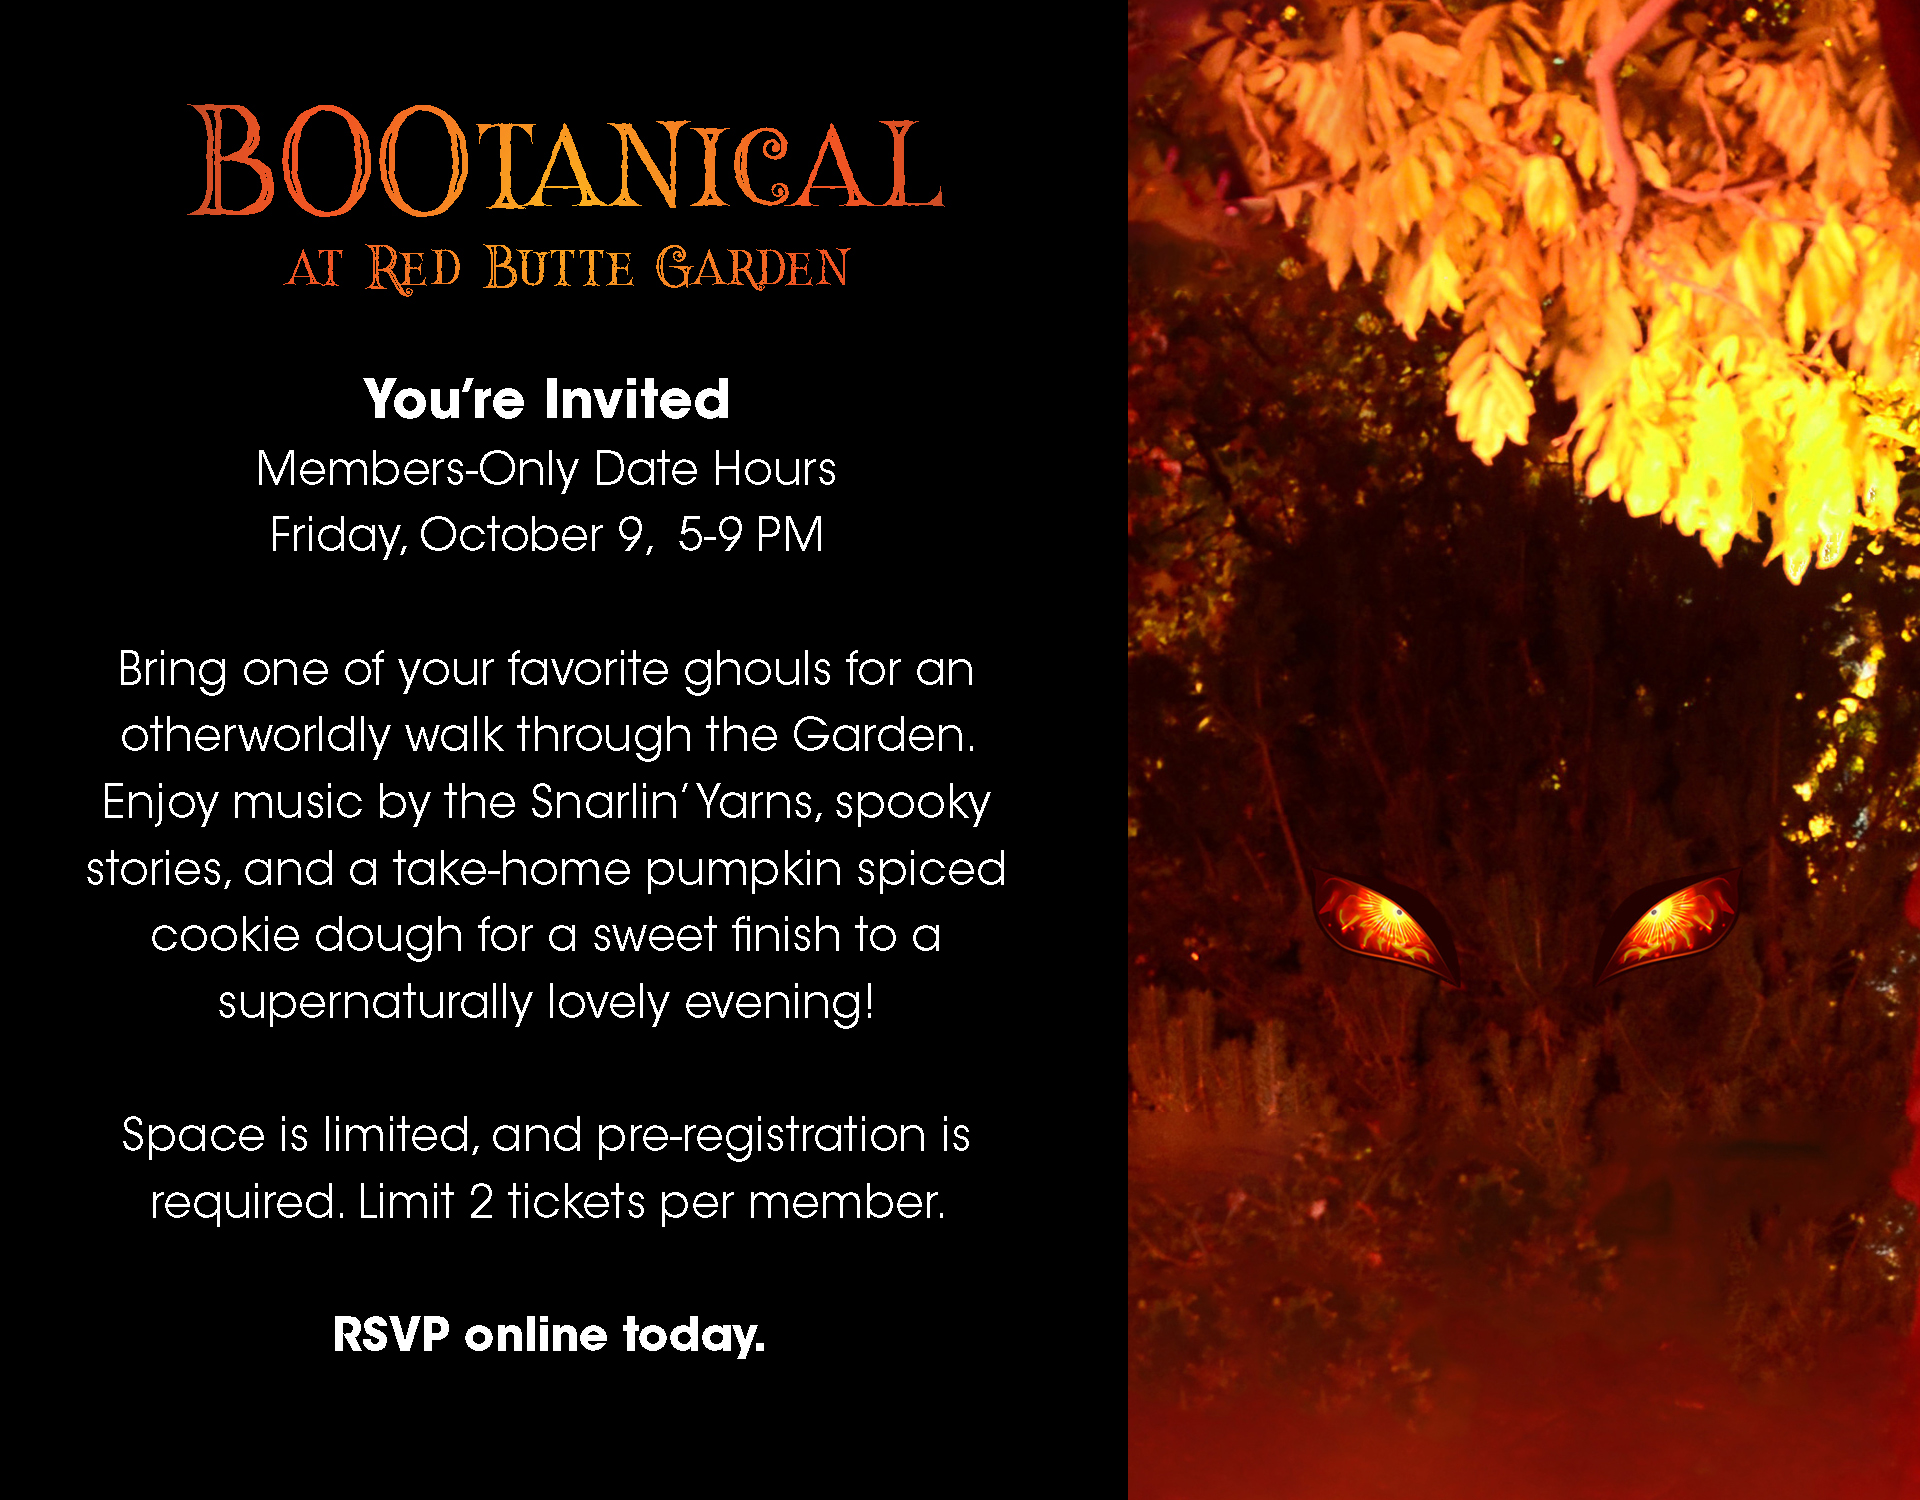 BOOTANICAL
AT RED BUTTE GARDEN
You’re Invited
Members-Only Date Hours
Friday, October 9,  5-9 PM
Bring one of your favorite ghouls for an
otherworldly walk through the Garden.
Enjoy music by the Snarlin’ Yarns, spooky
stories, and a take-home pumpkin spiced
cookie dough for a sweet finish to a
supernaturally lovely evening!
Space is limited, and pre-registration is
required. Limit 2 tickets per member.
RSVP online today.